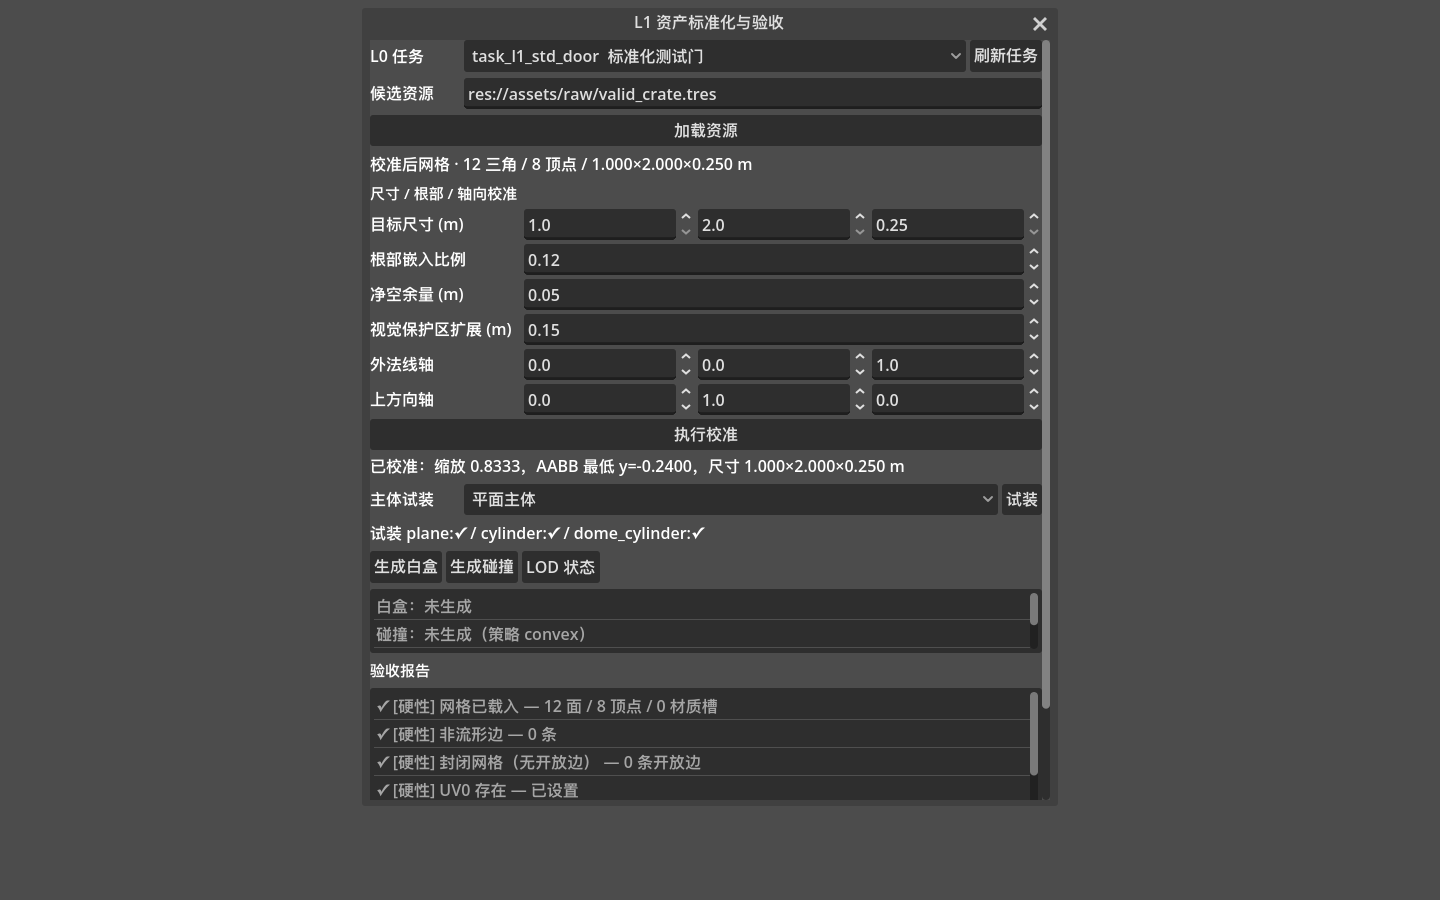 L1 资产标准化与验收
L0 任务 task_l1_std_door 标准化测试门 刷新任务
候选资源 res://assets/raw/valid_crate.tres
加载资源
校准后网格 · 12 三角 / 8 顶点 / 1.000×2.000×0.250 m
尺寸 / 根部 / 轴向校准
目标尺寸 (m) 1.0 2.0 0.25
根部嵌入比例 0.12
净空余量 (m) 0.05
视觉保护区扩展 (m) 0.15
外法线轴 0.0 0.0 1.0
上方向轴 0.0 1.0 0.0
执行校准
已校准：缩放 0.8333，AABB 最低 y=-0.2400，尺寸 1.000×2.000×0.250 m
主体试装 平面主体 试装
试装 plane:✓ / cylinder:✓ / dome_cylinder:✓
生成白盒 生成碰撞 LOD 状态
白盒：未生成
碰撞：未生成（策略 convex）
验收报告
✓ [硬性] 网格已载入 — 12 面 / 8 顶点 / 0 材质槽
✓ [硬性] 非流形边 — 0 条
✓ [硬性] 封闭网格（无开放边） — 0 条开放边
✓ [硬性] UV0 存在 — 已设置